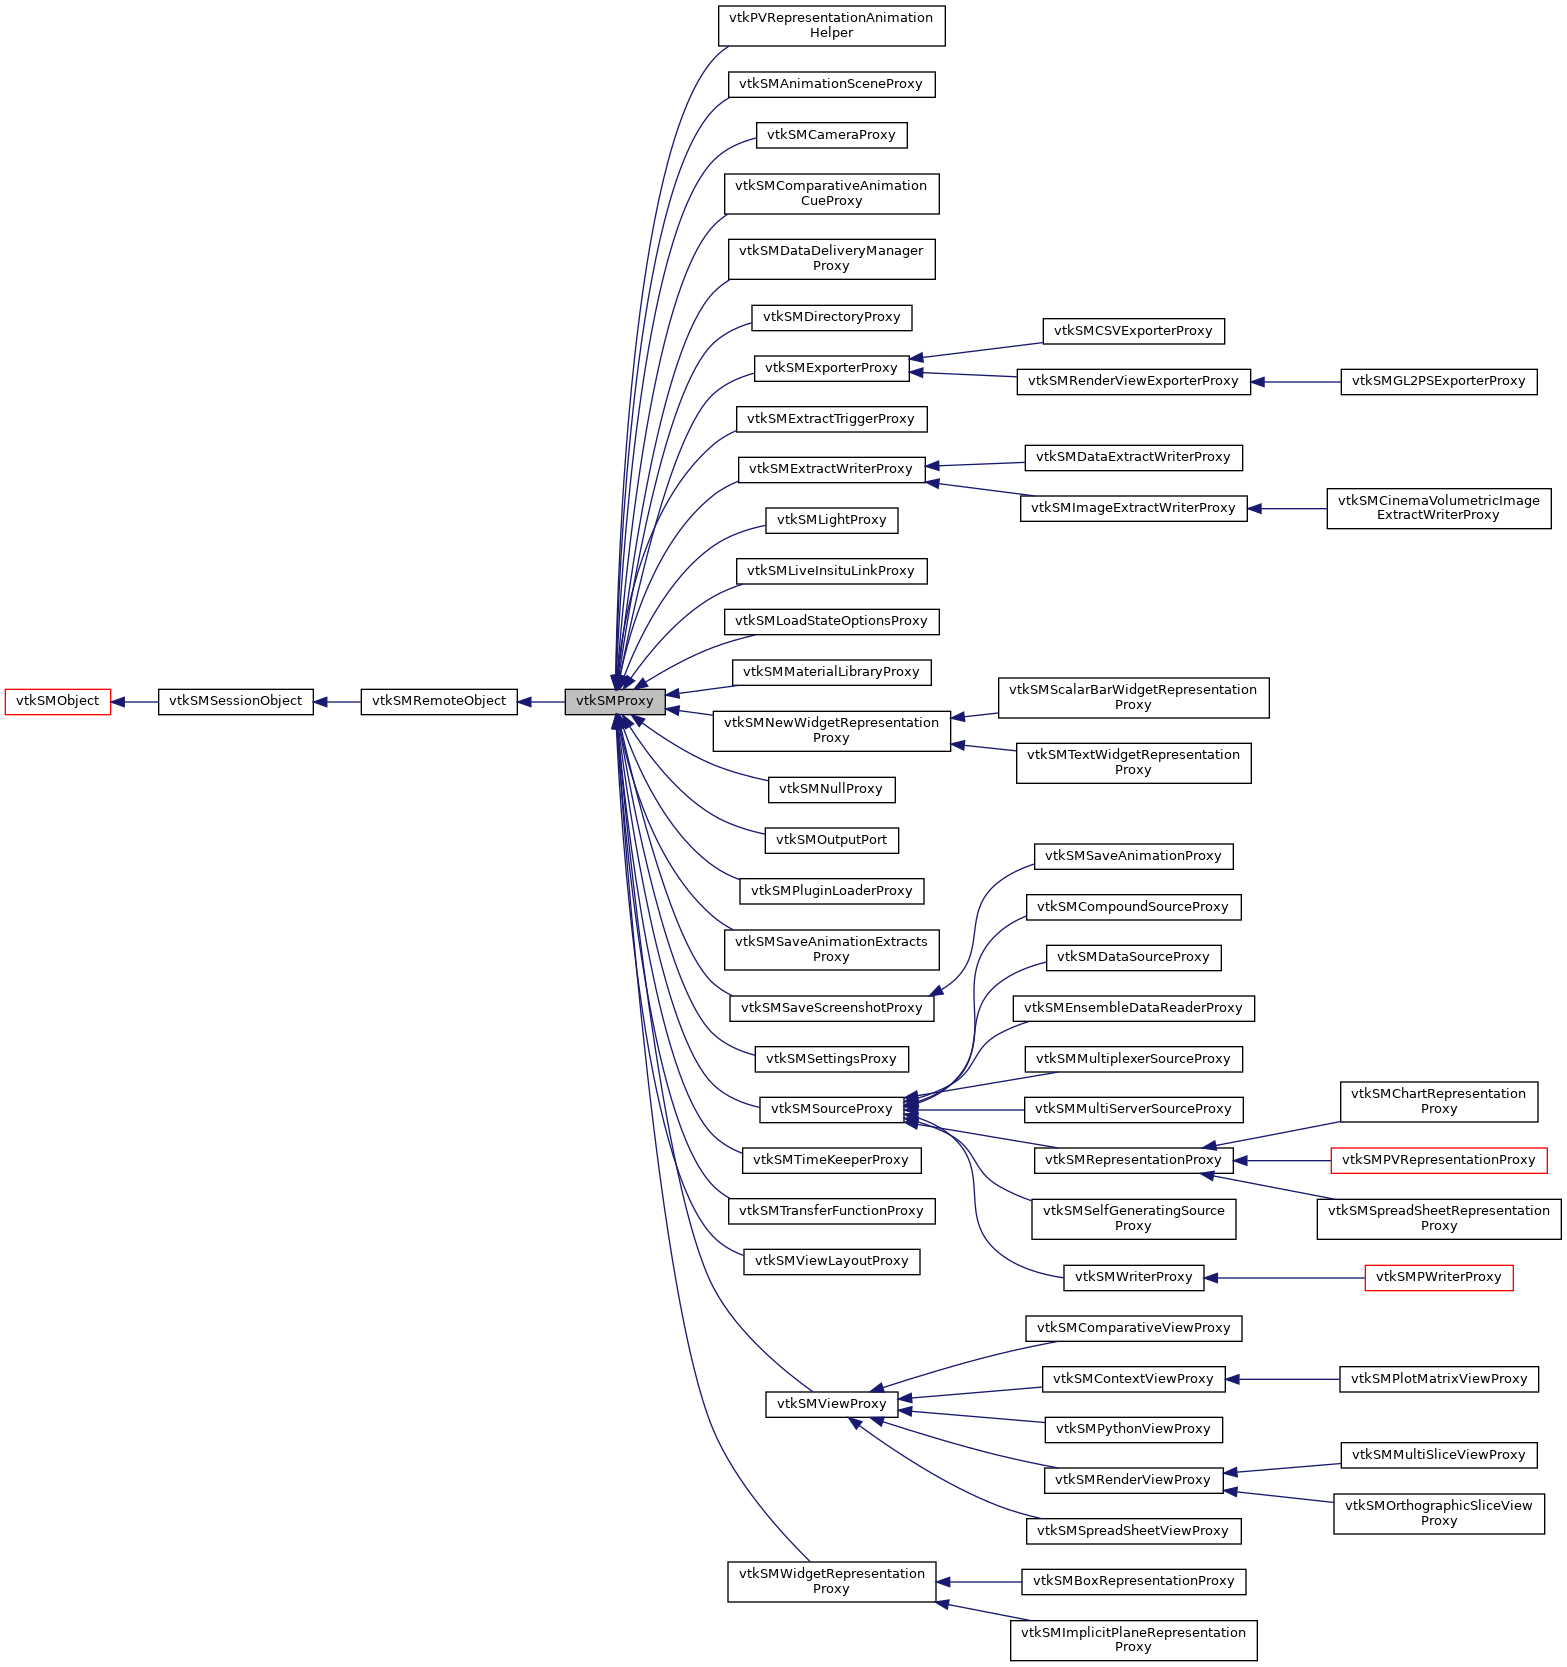 vtkPVRepresentationAnimation
Helper
vtkSMAnimationSceneProxy
vtkSMCameraProxy
vtkSMComparativeAnimation
CueProxy
vtkSMDataDeliveryManager
Proxy
vtkSMDirectoryProxy
vtkSMCSVExporterProxy
vtkSMExporterProxy
vtkSMRenderViewExporterProxy
vtkSMGL2PSExporterProxy
vtkSMExtractTriggerProxy
vtkSMDataExtractWriterProxy
vtkSMExtractWriterProxy
vtkSMImageExtractWriterProxy
vtkSMCinemaVolumetricImage
ExtractWriterProxy
vtkSMLightProxy
vtkSMLiveInsituLinkProxy
vtkSMLoadStateOptionsProxy
vtkSMMaterialLibraryProxy
vtkSMObject
vtkSMSessionObject
vtkSMRemoteObject
vtkSMProxy
vtkSMScalarBarWidgetRepresentation
Proxy
vtkSMNewWidgetRepresentation
Proxy
vtkSMTextWidgetRepresentation
Proxy
vtkSMNullProxy
vtkSMOutputPort
vtkSMSaveAnimationProxy
vtkSMPluginLoaderProxy
vtkSMCompoundSourceProxy
vtkSMSaveAnimationExtracts
Proxy
vtkSMDataSourceProxy
vtkSMSaveScreenshotProxy
vtkSMEnsembleDataReaderProxy
vtkSMSettingsProxy
vtkSMMultiplexerSourceProxy
vtkSMSourceProxy
vtkSMMultiServerSourceProxy
vtkSMChartRepresentation
Proxy
vtkSMTimeKeeperProxy
vtkSMRepresentationProxy
vtkSMPVRepresentationProxy
vtkSMTransferFunctionProxy
vtkSMSelfGeneratingSource
Proxy
vtkSMSpreadSheetRepresentation
Proxy
vtkSMViewLayoutProxy
vtkSMWriterProxy
vtkSMPWriterProxy
vtkSMComparativeViewProxy
vtkSMContextViewProxy
vtkSMPlotMatrixViewProxy
vtkSMViewProxy
vtkSMPythonViewProxy
vtkSMRenderViewProxy
vtkSMMultiSliceViewProxy
vtkSMOrthographicSliceView
Proxy
vtkSMSpreadSheetViewProxy
vtkSMWidgetRepresentation
Proxy
vtkSMBoxRepresentationProxy
vtkSMImplicitPlaneRepresentation
Proxy